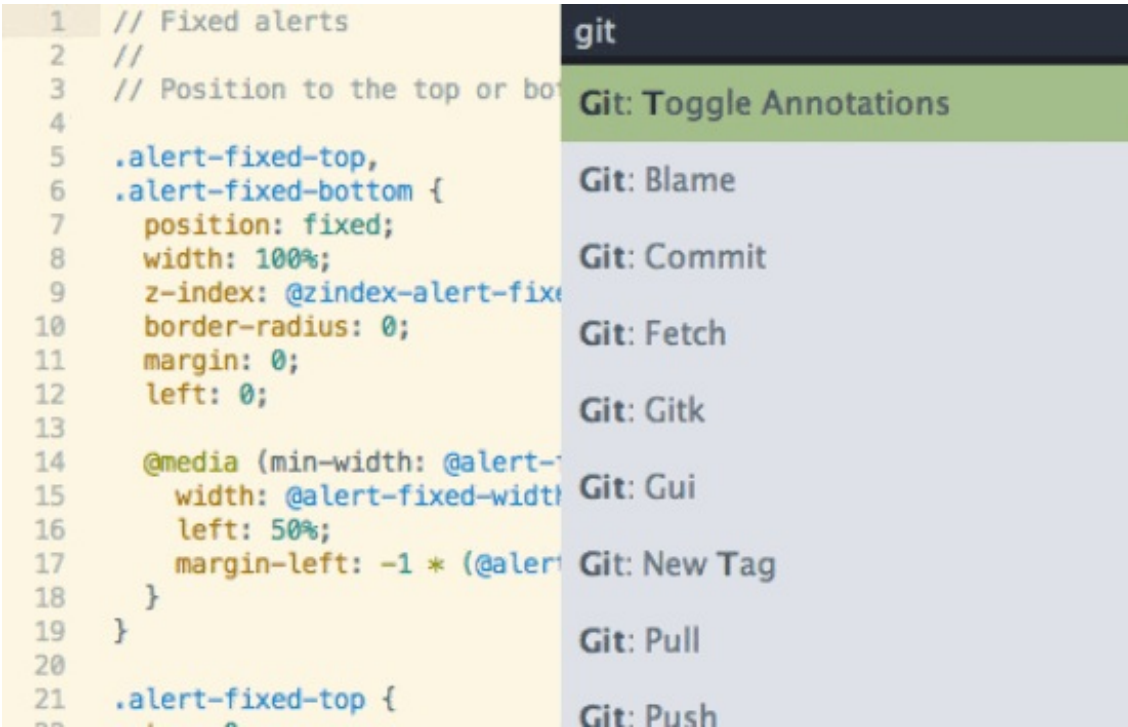 1 // Fixed alerts
2 //
3 // Position to the top or
4
5 .alert-fixed-top,
6 .alert-fixed-bottom {
7 position: fixed;
8 width: 100%;
9 z-index: @zindex-alert-fixe
10 border-radius: 0;
11 margin: 0;
12 left: 0;
13
14 @media (min-width: @alert-
15 width: @alert-fixed-width
16 left: 50%;
17 margin-left: -1 * (@aler
18 }
19 }
20
21 .alert-fixed-top {
git
Git: Toggle Annotations
Git: Blame
Git: Commit
Git: Fetch
Git: Gitk
Git: Gui
Git: New Tag
Git: Pull
Git: Push